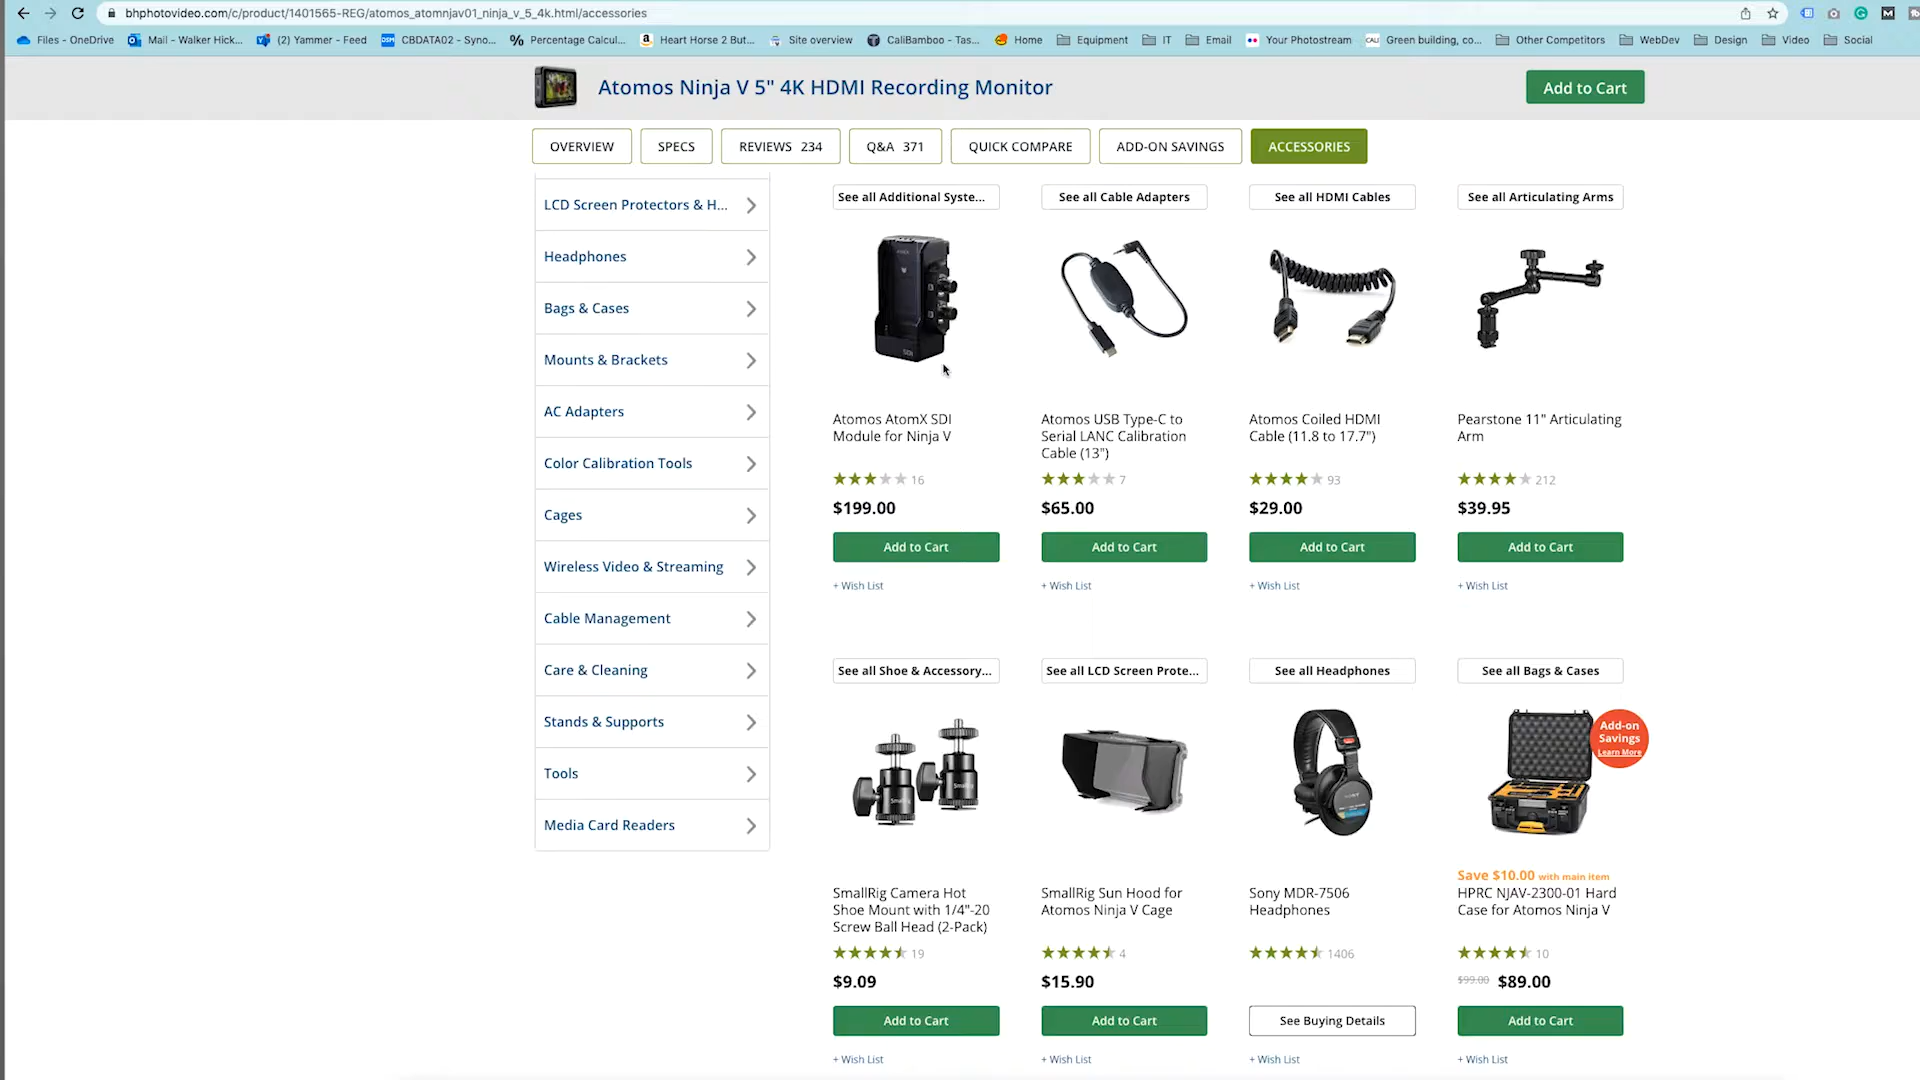 bhphotovideo.com/c/product/1401565-REG/atomos_atomnjav01_ninja_v_5_4k.html/accessories
Files - OneDrive
Mail - Walker Hick...
(2) Yammer - Feed
CBDATA02 - Syno...
Percentage Calcul...
Heart Horse 2 But...
Site overview
CaliBamboo - Tas...
Home
Equipment
IT
Email
Your Photostream
Green building, co...
Other Competitors
WebDev
Design
Video
Social
Atomos Ninja V 5" 4K HDMI Recording Monitor
Add to Cart
OVERVIEW
SPECS
REVIEWS 234
Q&A 371
QUICK COMPARE
ADD-ON SAVINGS
ACCESSORIES
LCD Screen Protectors & H...
Headphones
Bags & Cases
Mounts & Brackets
AC Adapters
Color Calibration Tools
Cages
Wireless Video & Streaming
Cable Management
Care & Cleaning
Stands & Supports
Tools
Media Card Readers
See all Additional Syste...
Atomos AtomX SDI
Module for Ninja V
16
$199.00
Add to Cart
+ Wish List
See all Cable Adapters
Atomos USB Type-C to
Serial LANC Calibration
Cable (13")
7
$65.00
Add to Cart
+ Wish List
See all HDMI Cables
Atomos Coiled HDMI
Cable (11.8 to 17.7")
93
$29.00
Add to Cart
+ Wish List
See all Articulating Arms
Pearstone 11" Articulating
Arm
212
$39.95
Add to Cart
+ Wish List
See all Shoe & Accessory...
SmallRig Camera Hot
Shoe Mount with 1/4"-20
Screw Ball Head (2-Pack)
19
$9.09
Add to Cart
+ Wish List
See all LCD Screen Prote...
SmallRig Sun Hood for
Atomos Ninja V Cage
4
$15.90
Add to Cart
+ Wish List
See all Headphones
Sony MDR-7506
Headphones
1406
See Buying Details
+ Wish List
See all Bags & Cases
Add-on
Savings
Learn More
Save $10.00 with main item
HPRC NJAV-2300-01 Hard
Case for Atomos Ninja V
10
$99.00 $89.00
Add to Cart
+ Wish List